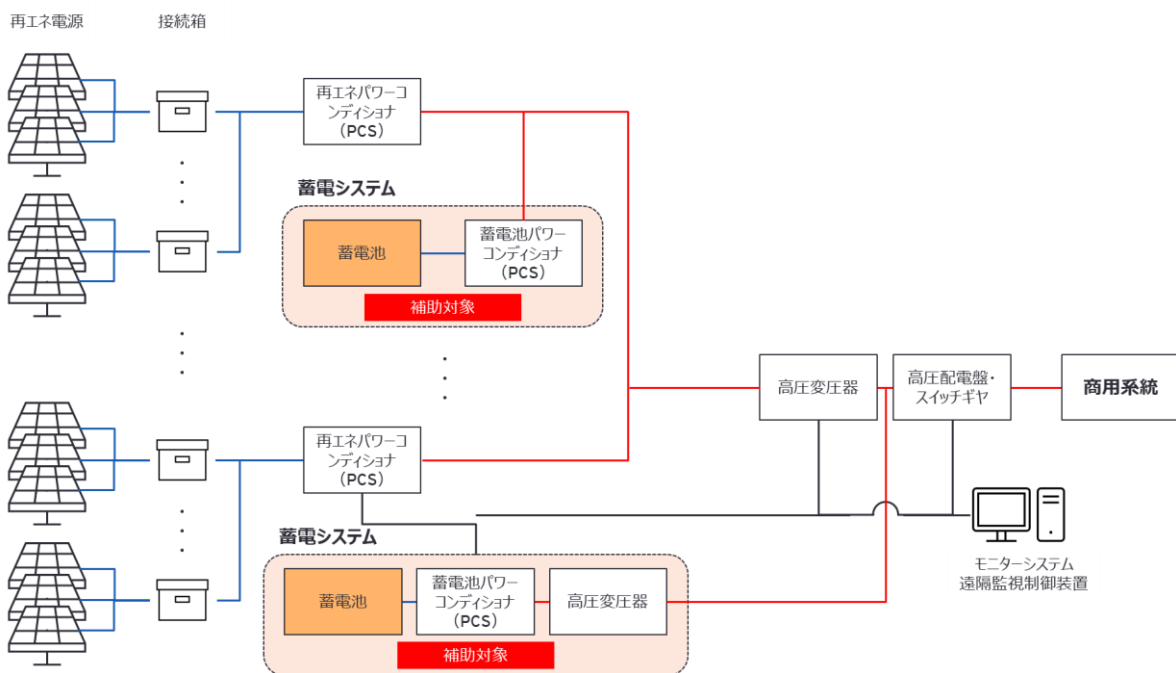 再エネ電源
接続箱
再エネパワーコ
ンディショナ
(PCS)
蓄電システム
蓄電池
蓄電池パワー
コンディショナ
(PCS)
補助対象
高圧変圧器
高圧配電盤・
スイッチギヤ
商用系統
再エネパワーコ
ンディショナ
(PCS)
モニターシステム
遠隔監視制御装置
蓄電システム
蓄電池
蓄電池パワー
コンディショナ
(PCS)
高圧変圧器
補助対象